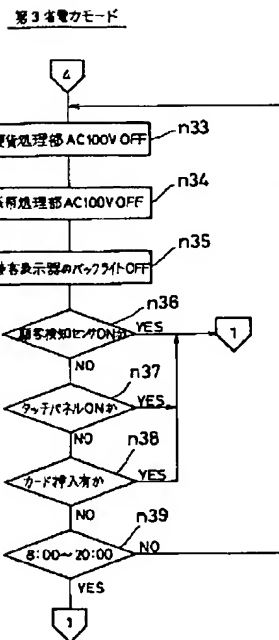 第3省電力モード
4
貨処理部AC100V OFF
n33
処理部AC100V OFF
n34
客表示器のバックライトOFF
n35
顧客検知センサONか
n36
YES
1
NO
タッチパネルONか
n37
YES
NO
カード挿入有か
n38
YES
NO
8:00〜20:00
n39
NO
YES
1